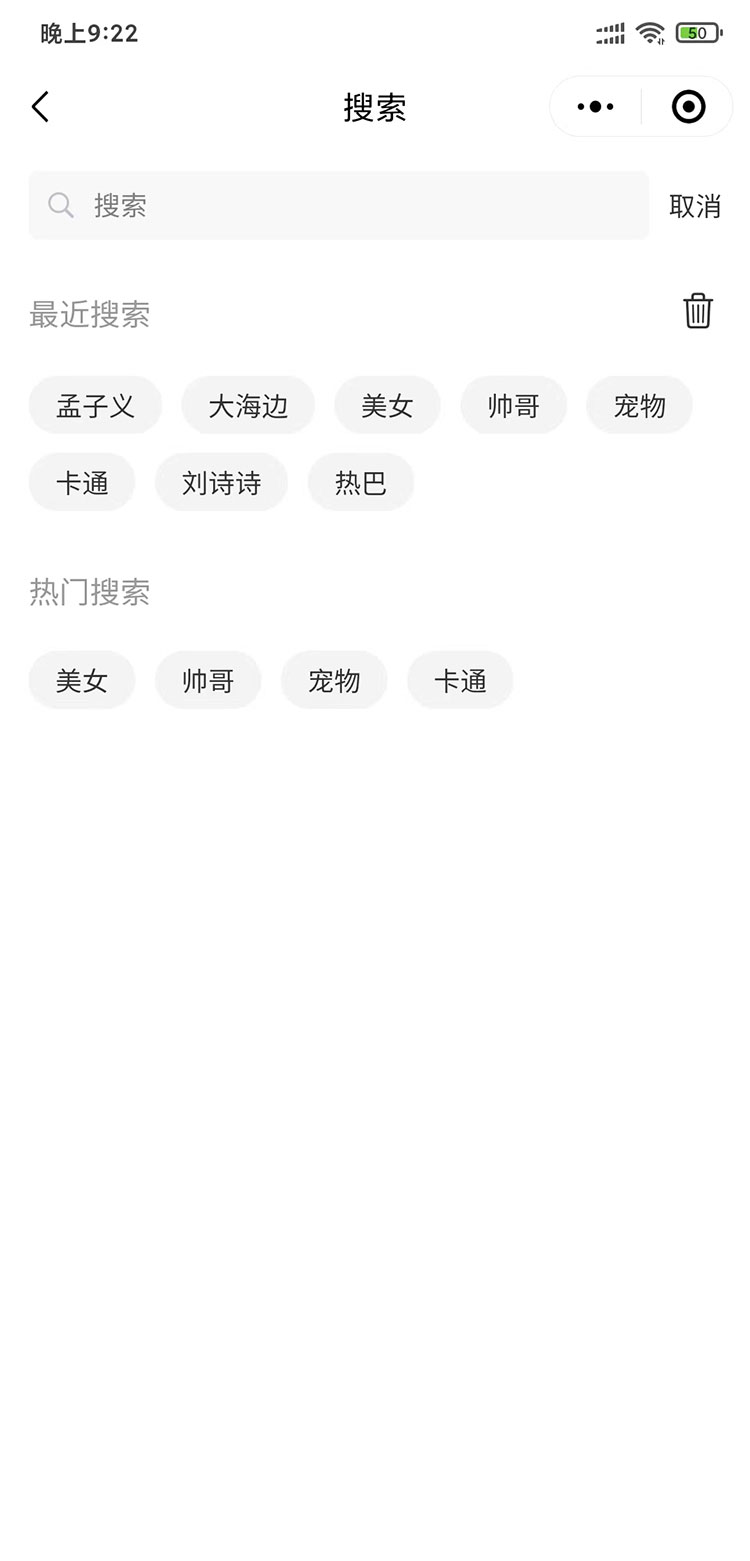 晚上9:22 50
搜索
搜索 取消
最近搜索
孟子义 大海边 美女 帅哥 宠物
卡通 刘诗诗 热巴
热门搜索
美女 帅哥 宠物 卡通